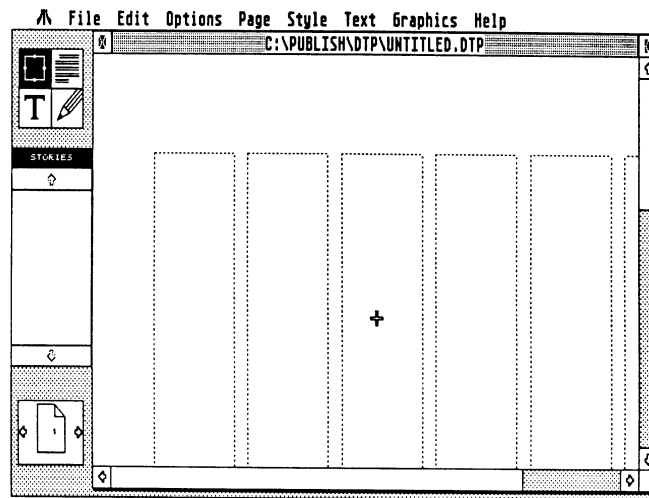 File Edit Options Page Style Text Graphics Help
C:\PUBLISH\DTP\UNTITLED.DTP
T
STORIES
1